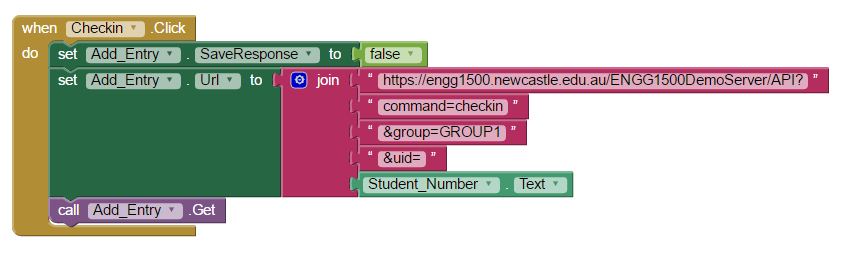 when Checkin .Click
do set Add_Entry . SaveResponse to false
set Add_Entry . Url to join “ https://engg1500.newcastle.edu.au/ENGG1500DemoServer/API? ”
“ command=checkin ”
“ &group=GROUP1 ”
“ &uid= ”
Student_Number . Text
call Add_Entry .Get